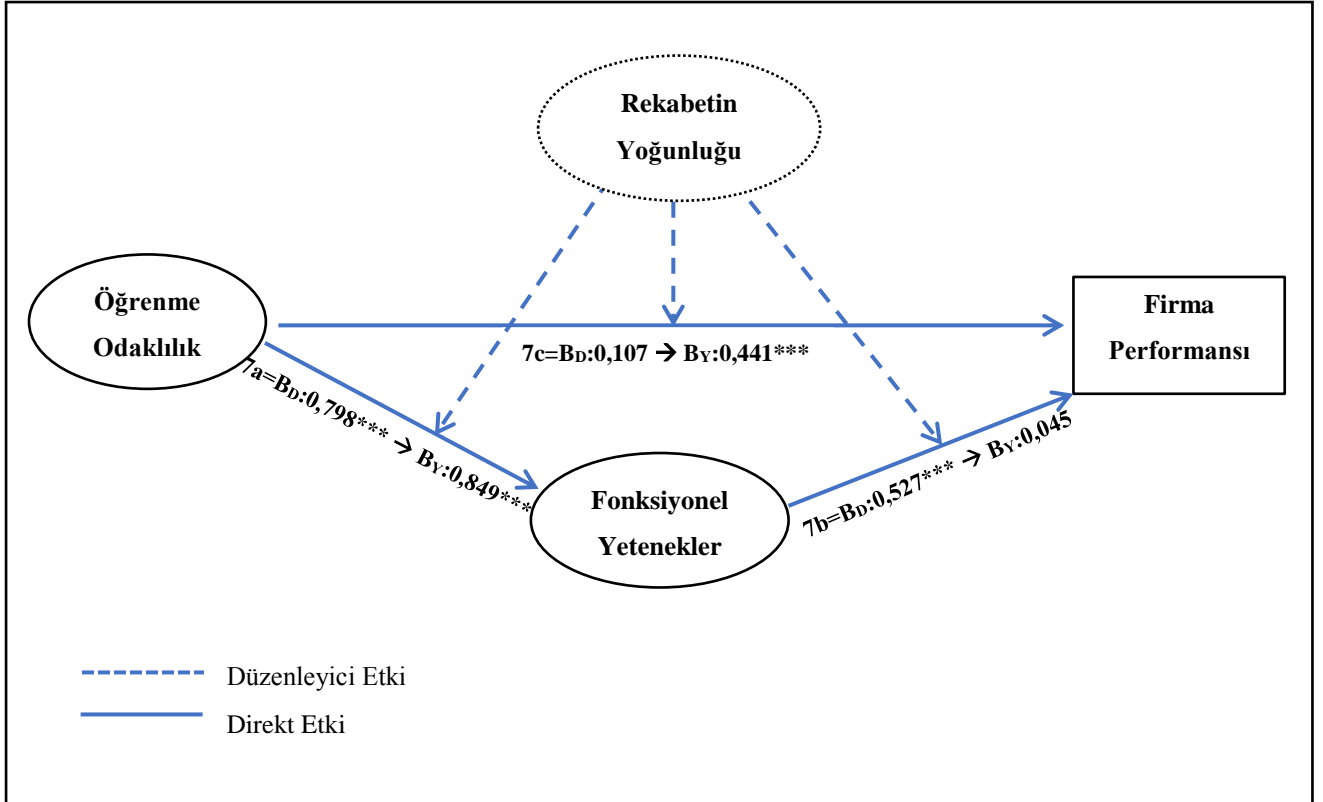 Rekabetin
Yoğunluğu
Öğrenme
Odaklılık
Firma
Performansı
7c=BD:0,107 → BY:0,441***
7a=BD:0,798*** → BY:0,849***
7b=BD:0,527*** → BY:0,045
Fonksiyonel
Yetenekler
Düzenleyici Etki
Direkt Etki